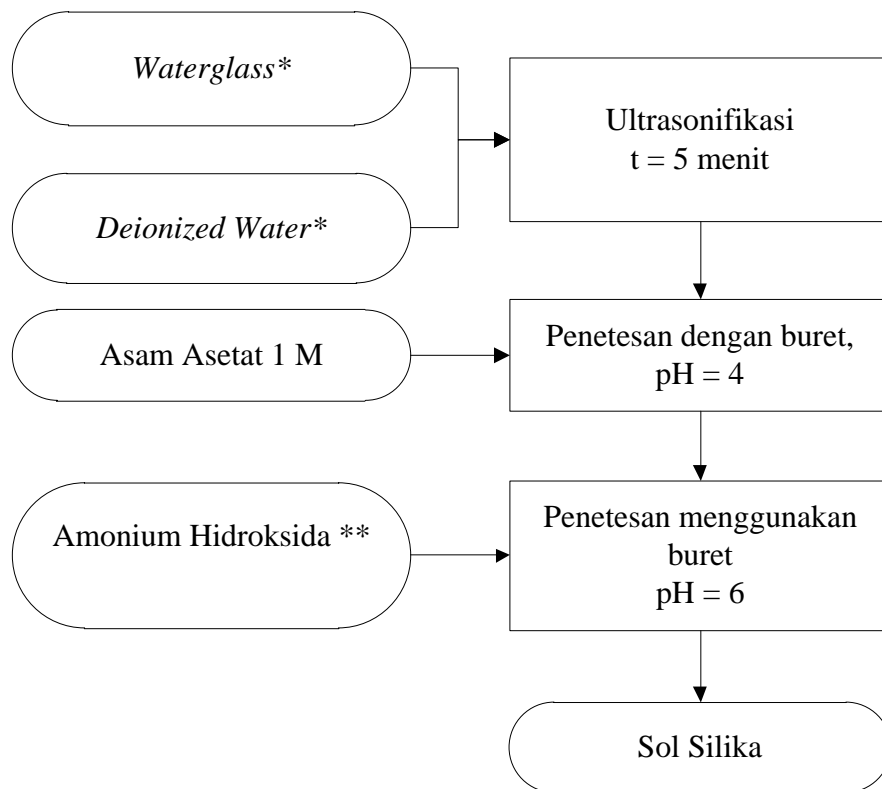 Waterglass*
Ultrasonifikasi
t = 5 menit
Deionized Water*
Asam Asetat 1 M
Penetesan dengan buret,
pH = 4
Amonium Hidroksida **
Penetesan menggunakan
buret
pH = 6
Sol Silika